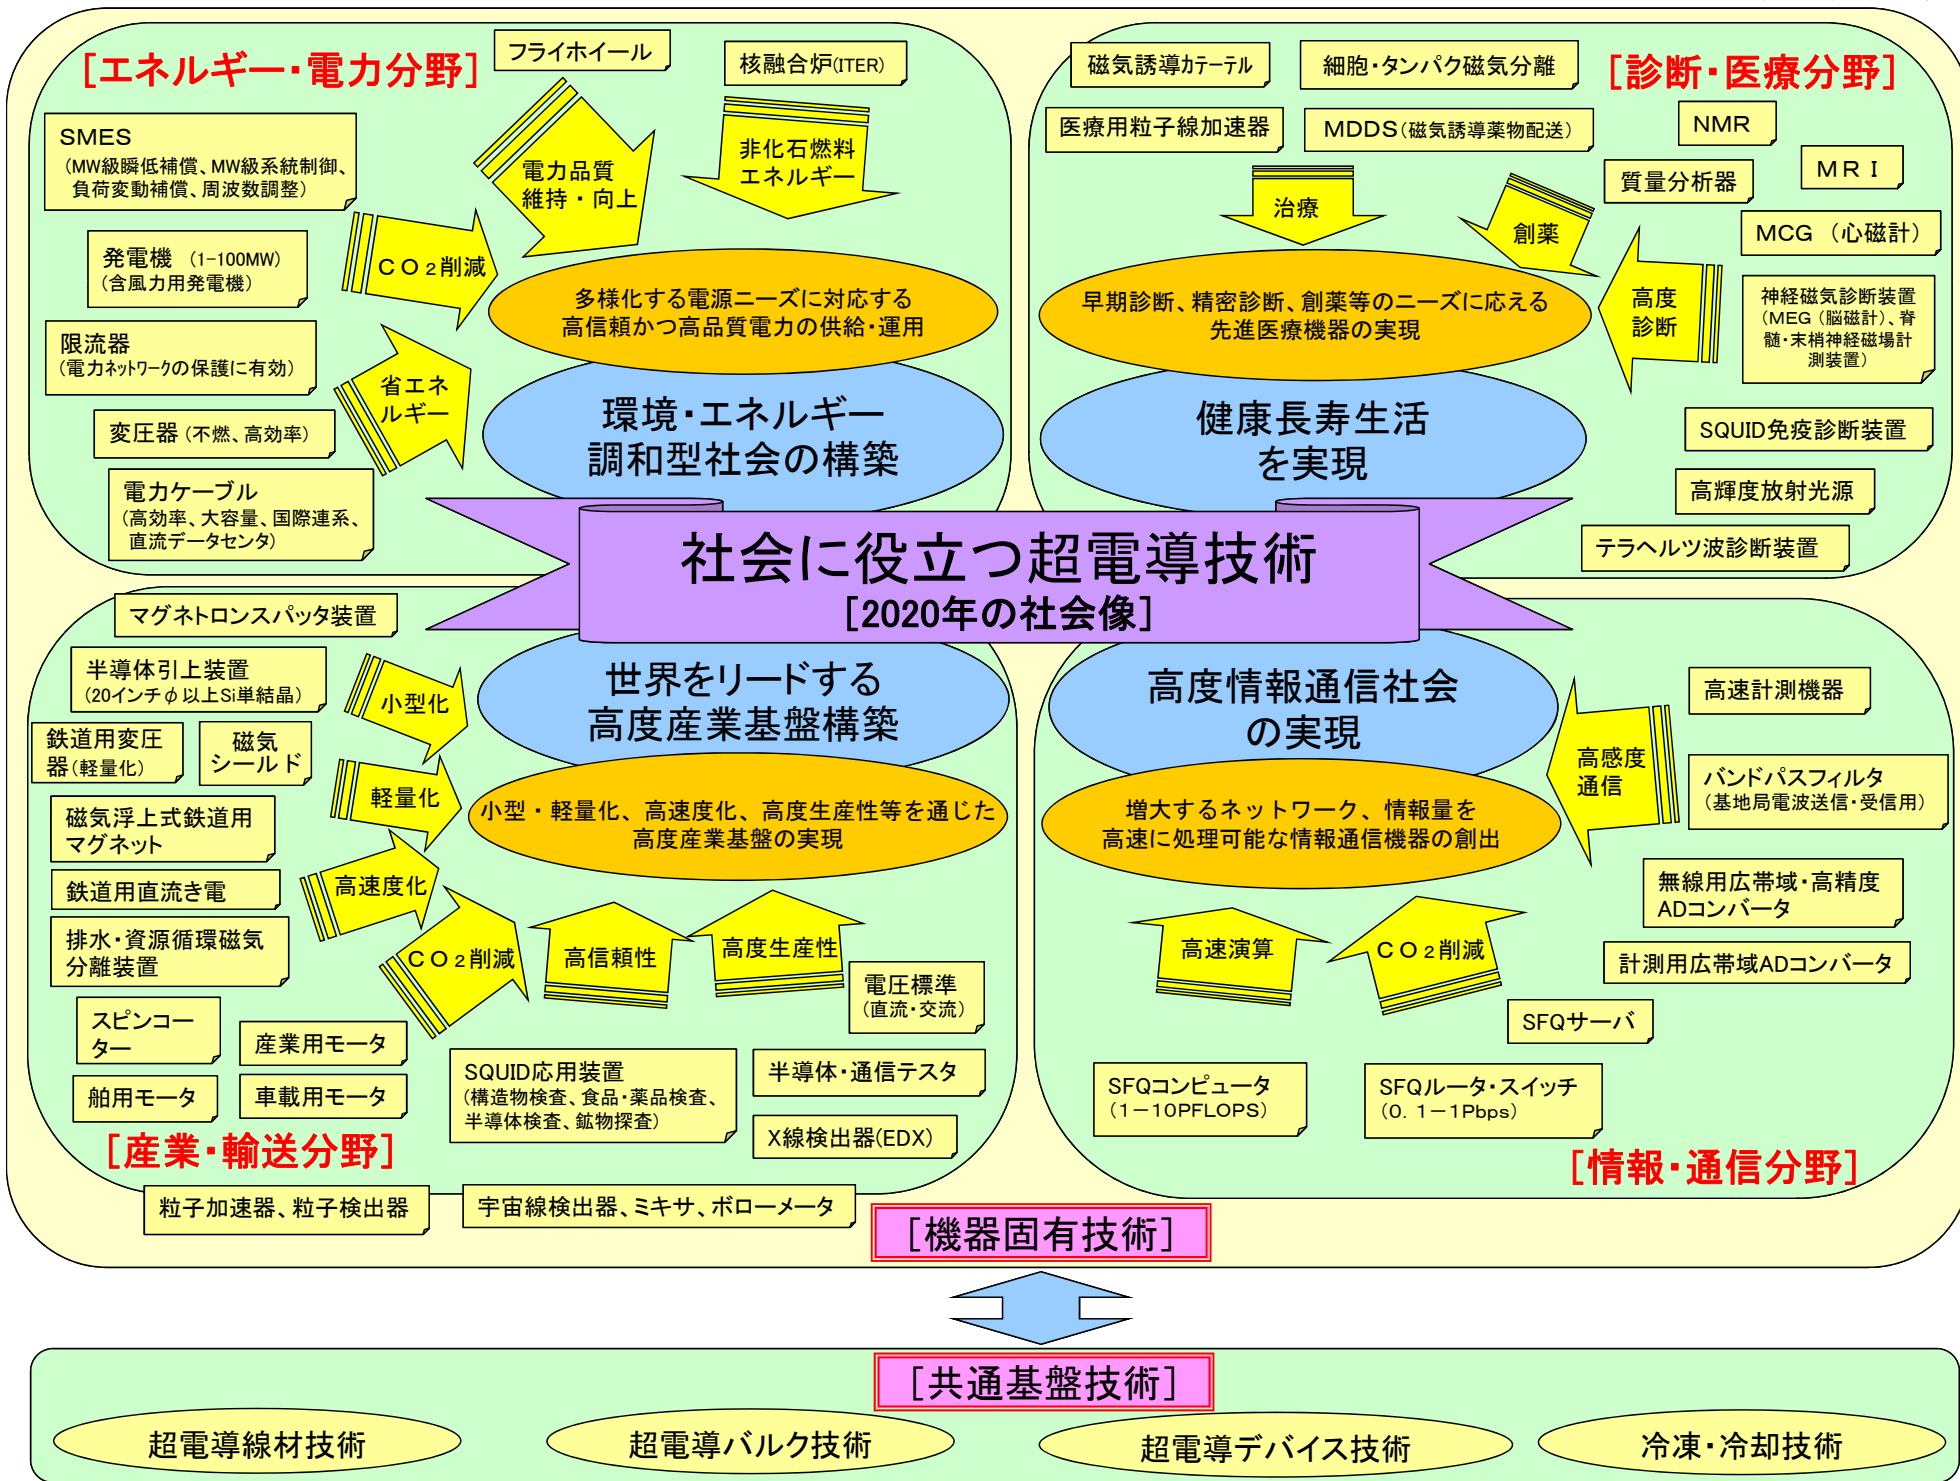 [エネルギー・電力分野]
フライホイール
核融合炉(ITER)
SMES
(MW級瞬低補償、MW級系統制御、
負荷変動補償、周波数調整)
電力品質
維持・向上
非化石燃料
エネルギー
発電機 (1-100MW)
(含風力用発電機)
CO2削減
限流器
(電力ネットワークの保護に有効)
省エネ
ルギー
変圧器(不燃、高効率)
電力ケーブル
(高効率、大容量、国際連系、
直流データセンタ)
多様化する電源ニーズに対応する
高信頼かつ高品質電力の供給・運用
環境・エネルギー
調和型社会の構築
[診断・医療分野]
磁気誘導カテーテル
細胞・タンパク磁気分離
医療用粒子線加速器
MDDS(磁気誘導薬物配送)
NMR
MRI
質量分析器
治療
創薬
MCG (心磁計)
高度
診断
神経磁気診断装置
(MEG(脳磁計)、脊
髄・末梢神経磁場計
測装置)
SQUID免疫診断装置
高輝度放射光源
テラヘルツ波診断装置
早期診断、精密診断、創薬等のニーズに応える
先進医療機器の実現
健康長寿生活
を実現
社会に役立つ超電導技術
[2020年の社会像]
マグネトロンスパッタ装置
半導体引上装置
(20インチφ以上Si単結晶)
小型化
鉄道用変圧
器(軽量化)
磁気
シールド
軽量化
磁気浮上式鉄道用
マグネット
鉄道用直流き電
高速度化
排水・資源循環磁気
分離装置
CO2削減
高信頼性
高度生産性
スピンコー
ター
産業用モータ
舶用モータ
車載用モータ
電圧標準
(直流・交流)
SQUID応用装置
(構造物検査、食品・薬品検査、
半導体検査、鉱物探査)
半導体・通信テスタ
X線検出器(EDX)
[産業・輸送分野]
粒子加速器、粒子検出器
宇宙線検出器、ミキサ、ボローメータ
世界をリードする
高度産業基盤構築
小型・軽量化、高速度化、高度生産性等を通じた
高度産業基盤の実現
高度情報通信社会
の実現
増大するネットワーク、情報量を
高速に処理可能な情報通信機器の創出
高速計測機器
高感度
通信
バンドパスフィルタ
(基地局電波送信・受信用)
無線用広帯域・高精度
ADコンバータ
計測用広帯域ADコンバータ
高速演算
CO2削減
SFQサーバ
SFQコンピュータ
(1-10PFLOPS)
SFQルータ・スイッチ
(0.1-1Pbps)
[情報・通信分野]
[機器固有技術]
[共通基盤技術]
超電導線材技術
超電導バルク技術
超電導デバイス技術
冷凍・冷却技術